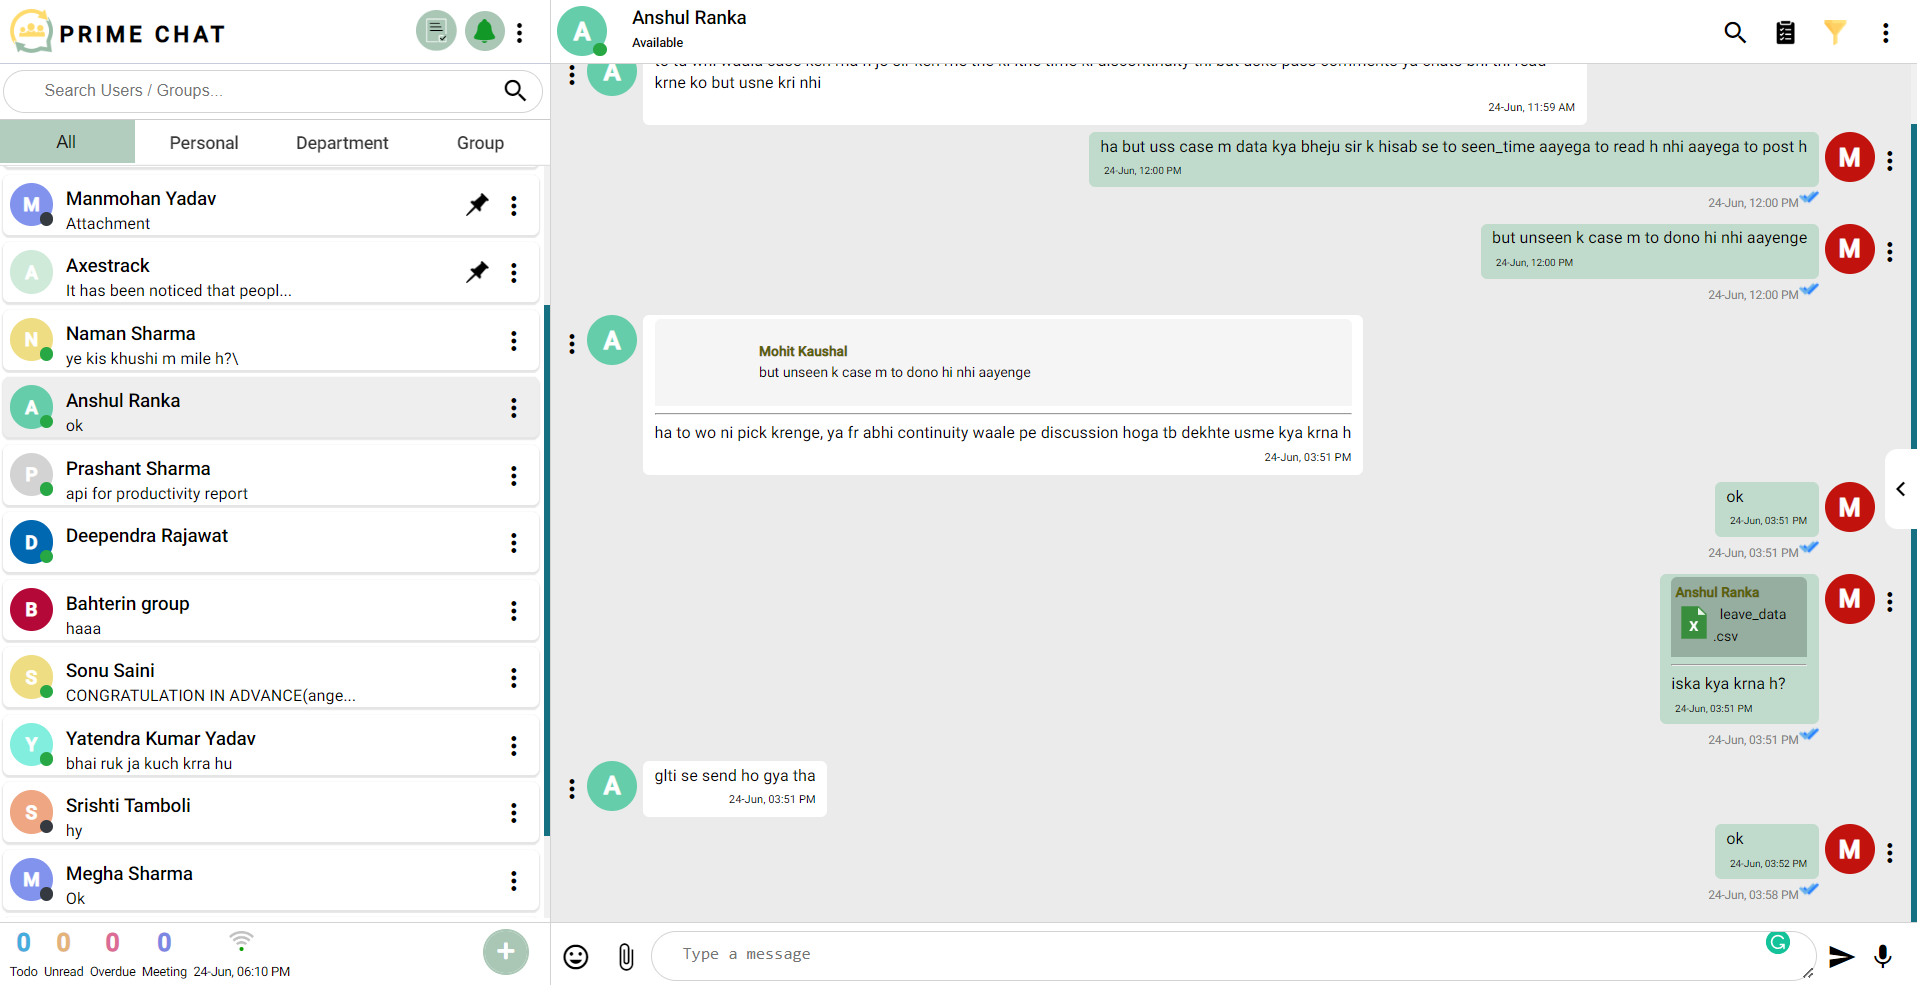 PRIME CHAT
Search Users / Groups...
All Personal Department Group
M
Manmohan Yadav
Attachment
A
Axestrack
It has been noticed that peopl...
N
Naman Sharma
ye kis khushi m mile h?\
A
Anshul Ranka
ok
P
Prashant Sharma
api for productivity report
D
Deependra Rajawat
B
Bahterin group
haaa
S
Sonu Saini
CONGRATULATION IN ADVANCE(ange...
Y
Yatendra Kumar Yadav
bhai ruk ja kuch krra hu
S
Srishti Tamboli
hy
M
Megha Sharma
Ok
0 0 0 0
Todo Unread Overdue Meeting 24-Jun, 06:10 PM
+
A
Anshul Ranka
Available
A
krne ko but usne kri nhi
24-Jun, 11:59 AM
ha but uss case m data kya bheju sir k hisab se to seen_time aayega to read h nhi aayega to post h
24-Jun, 12:00 PM
M
24-Jun, 12:00 PM
but unseen k case m to dono hi nhi aayenge
24-Jun, 12:00 PM
M
24-Jun, 12:00 PM
A
Mohit Kaushal
but unseen k case m to dono hi nhi aayenge
ha to wo ni pick krenge, ya fr abhi continuity waale pe discussion hoga tb dekhte usme kya krna h
24-Jun, 03:51 PM
ok
24-Jun, 03:51 PM
M
24-Jun, 03:51 PM
Anshul Ranka
X
leave_data
.csv
iska kya krna h?
24-Jun, 03:51 PM
M
24-Jun, 03:51 PM
A
glti se send ho gya tha
24-Jun, 03:51 PM
ok
24-Jun, 03:52 PM
M
24-Jun, 03:58 PM
Type a message